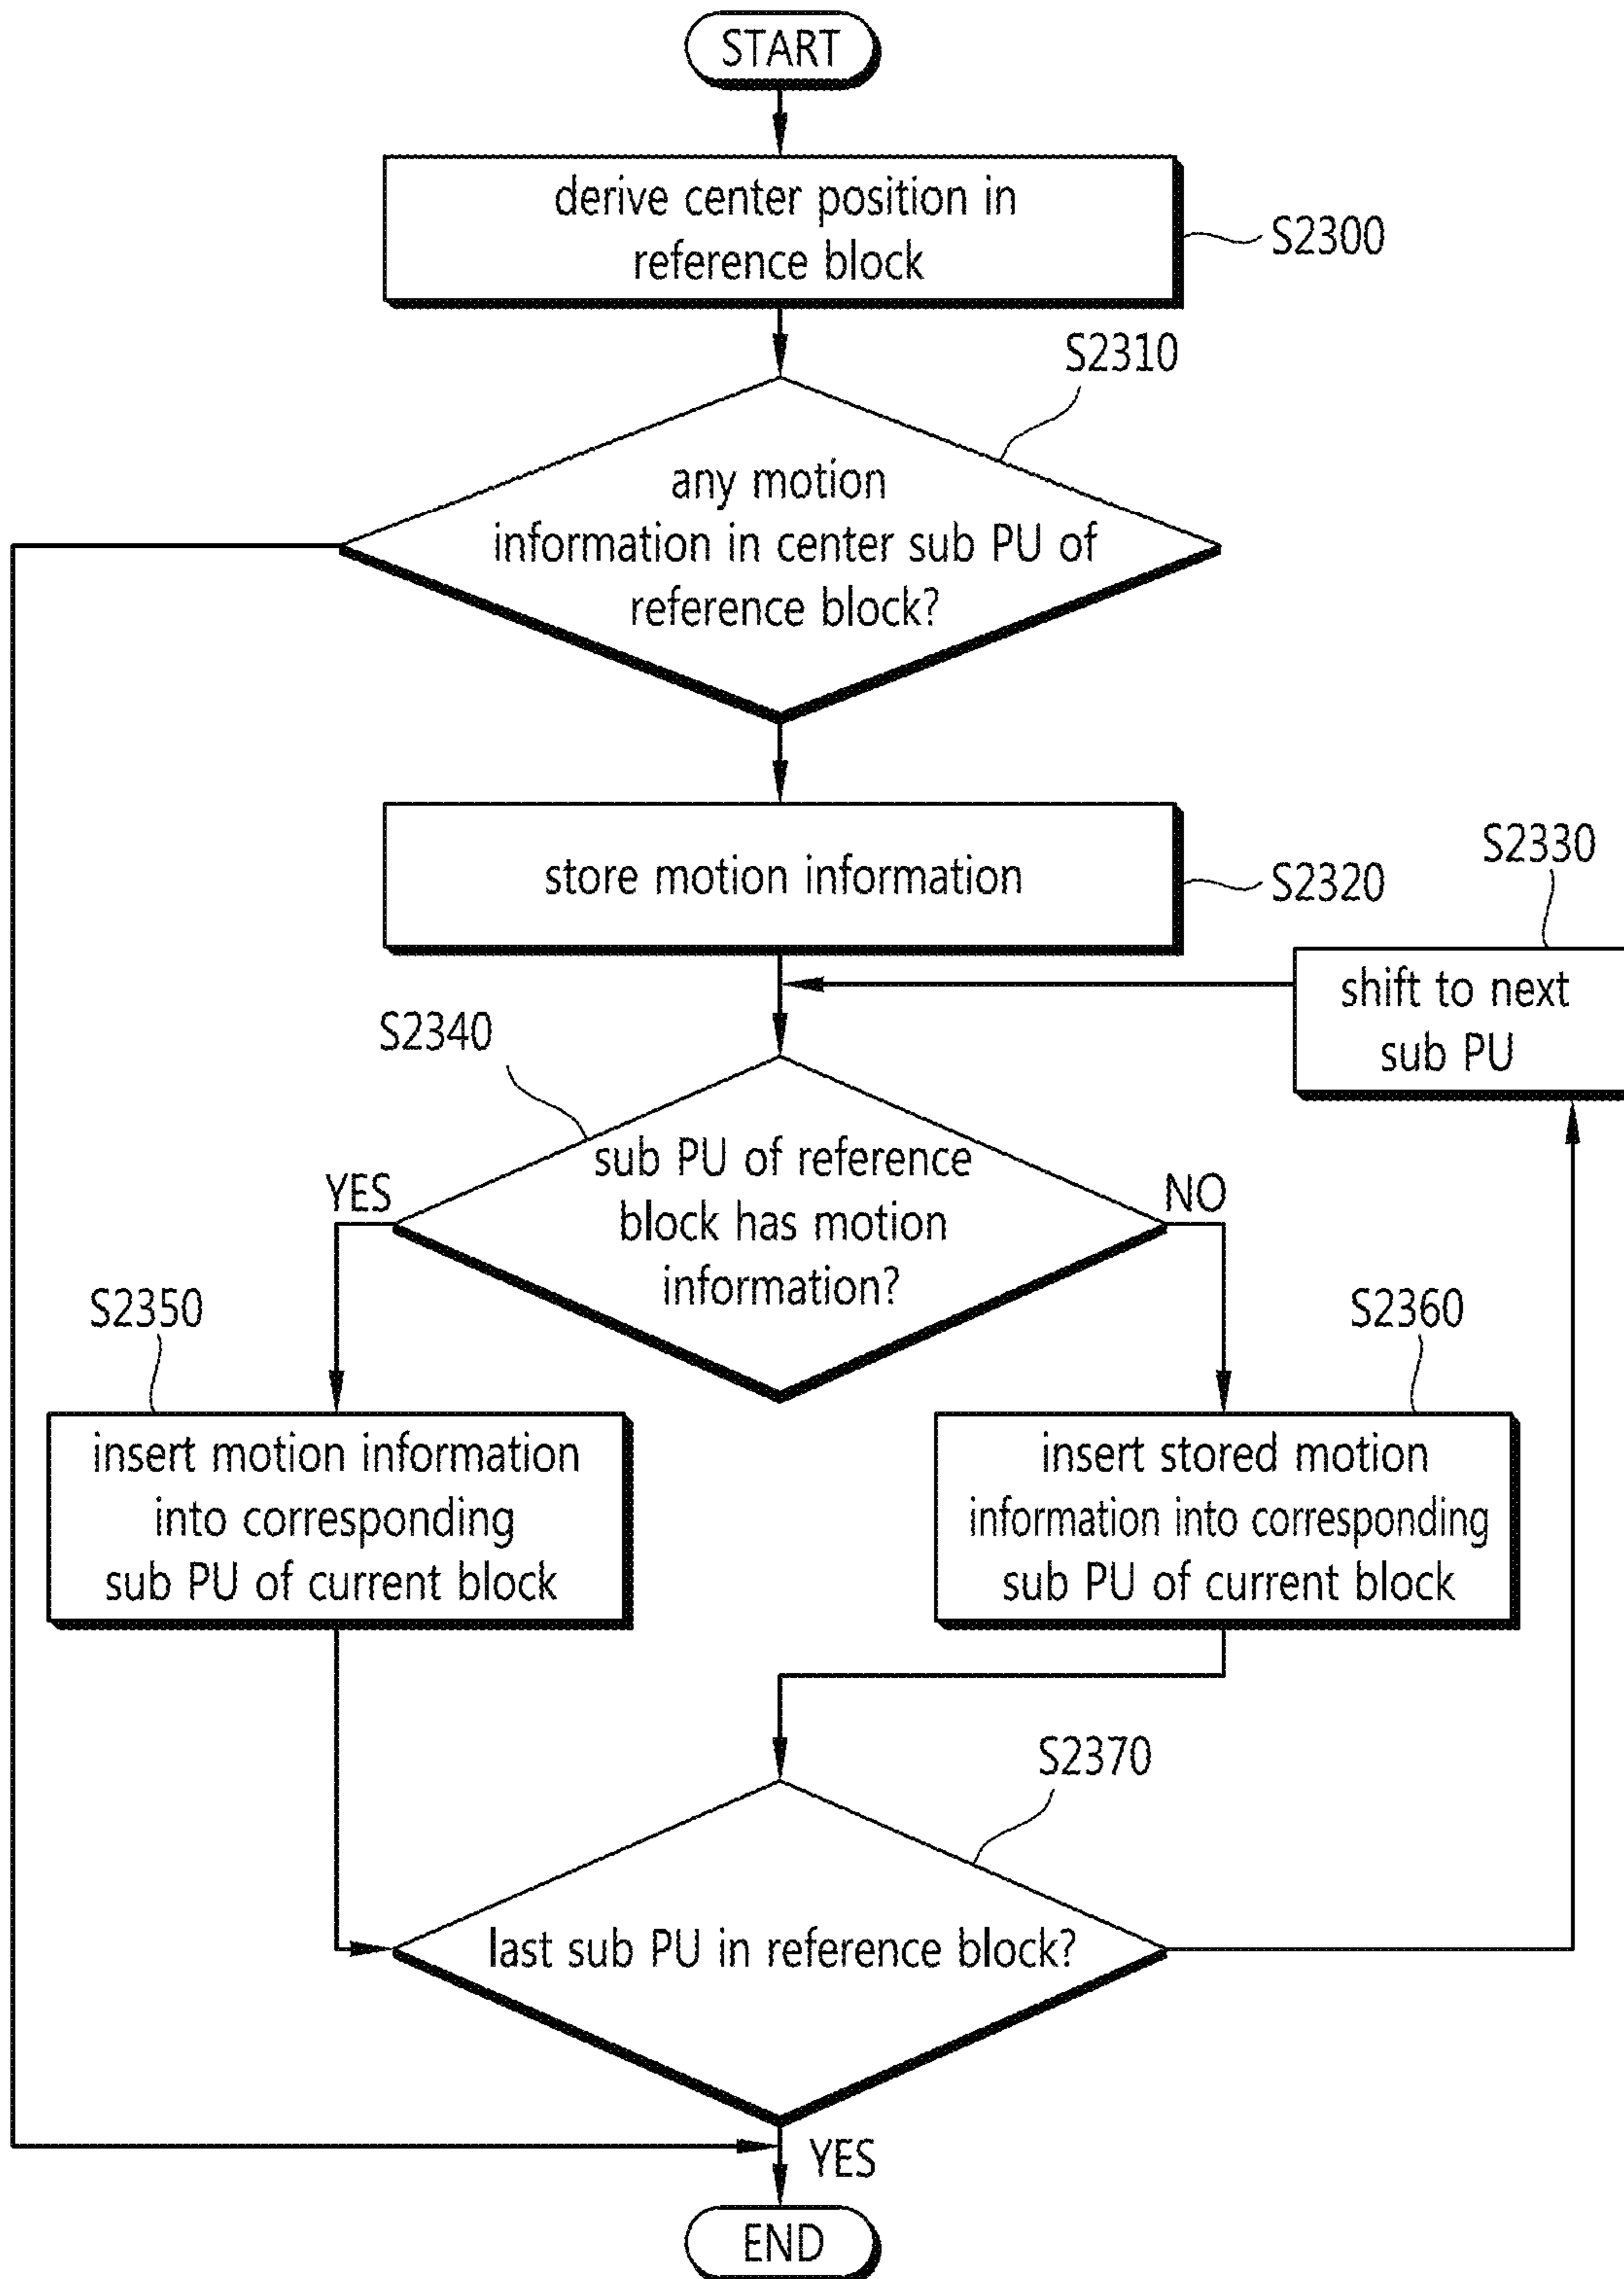 START
derive center position in
reference block
S2300
S2310
any motion
information in center sub PU of
reference block?
store motion information
S2320
S2330
shift to next
sub PU
S2340
sub PU of reference
block has motion
information?
YES
NO
S2350
S2360
insert motion information
into corresponding
sub PU of current block
insert stored motion
information into corresponding
sub PU of current block
S2370
last sub PU in reference block?
YES
END